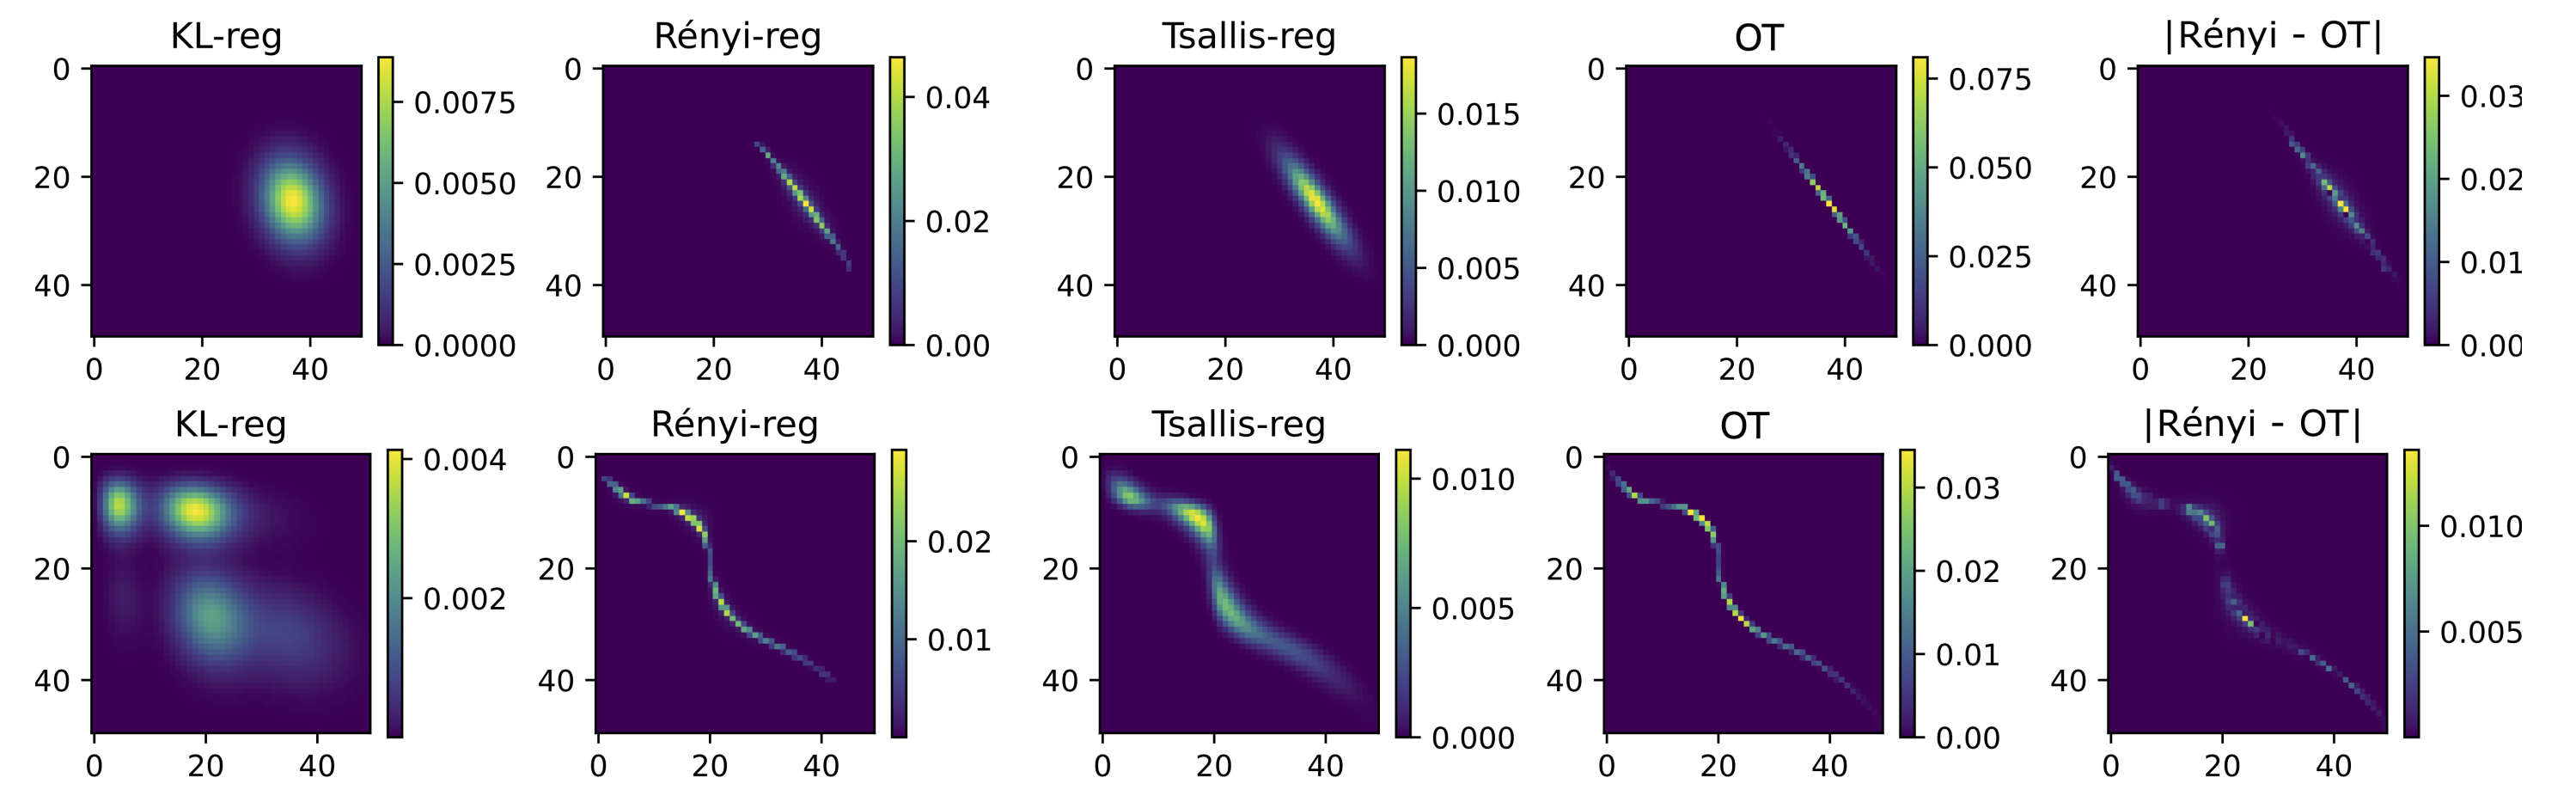 KL-reg Rényi-reg Tsallis-reg OT |Rényi - OT|
0 0.0075 0 0.04 0 0.015 0 0.075 0 0.03
20 0.0050 20 0.02 20 0.010 20 0.050 20 0.02
40 0.0025 40 40 0.005 40 0.025 40 0.01
0.0000 0.00 0.000 0.000 0.00
0 20 40 0 20 40 0 20 40 0 20 40 0 20 40
KL-reg Rényi-reg Tsallis-reg OT |Rényi - OT|
0 0.004 0 0 0.010 0 0.03 0
20 0.002 20 0.02 20 0.005 20 0.02 20 0.010
40 40 0.01 40 40 0.01 40 0.005
0.000 0.00
0 20 40 0 20 40 0 20 40 0 20 40 0 20 40